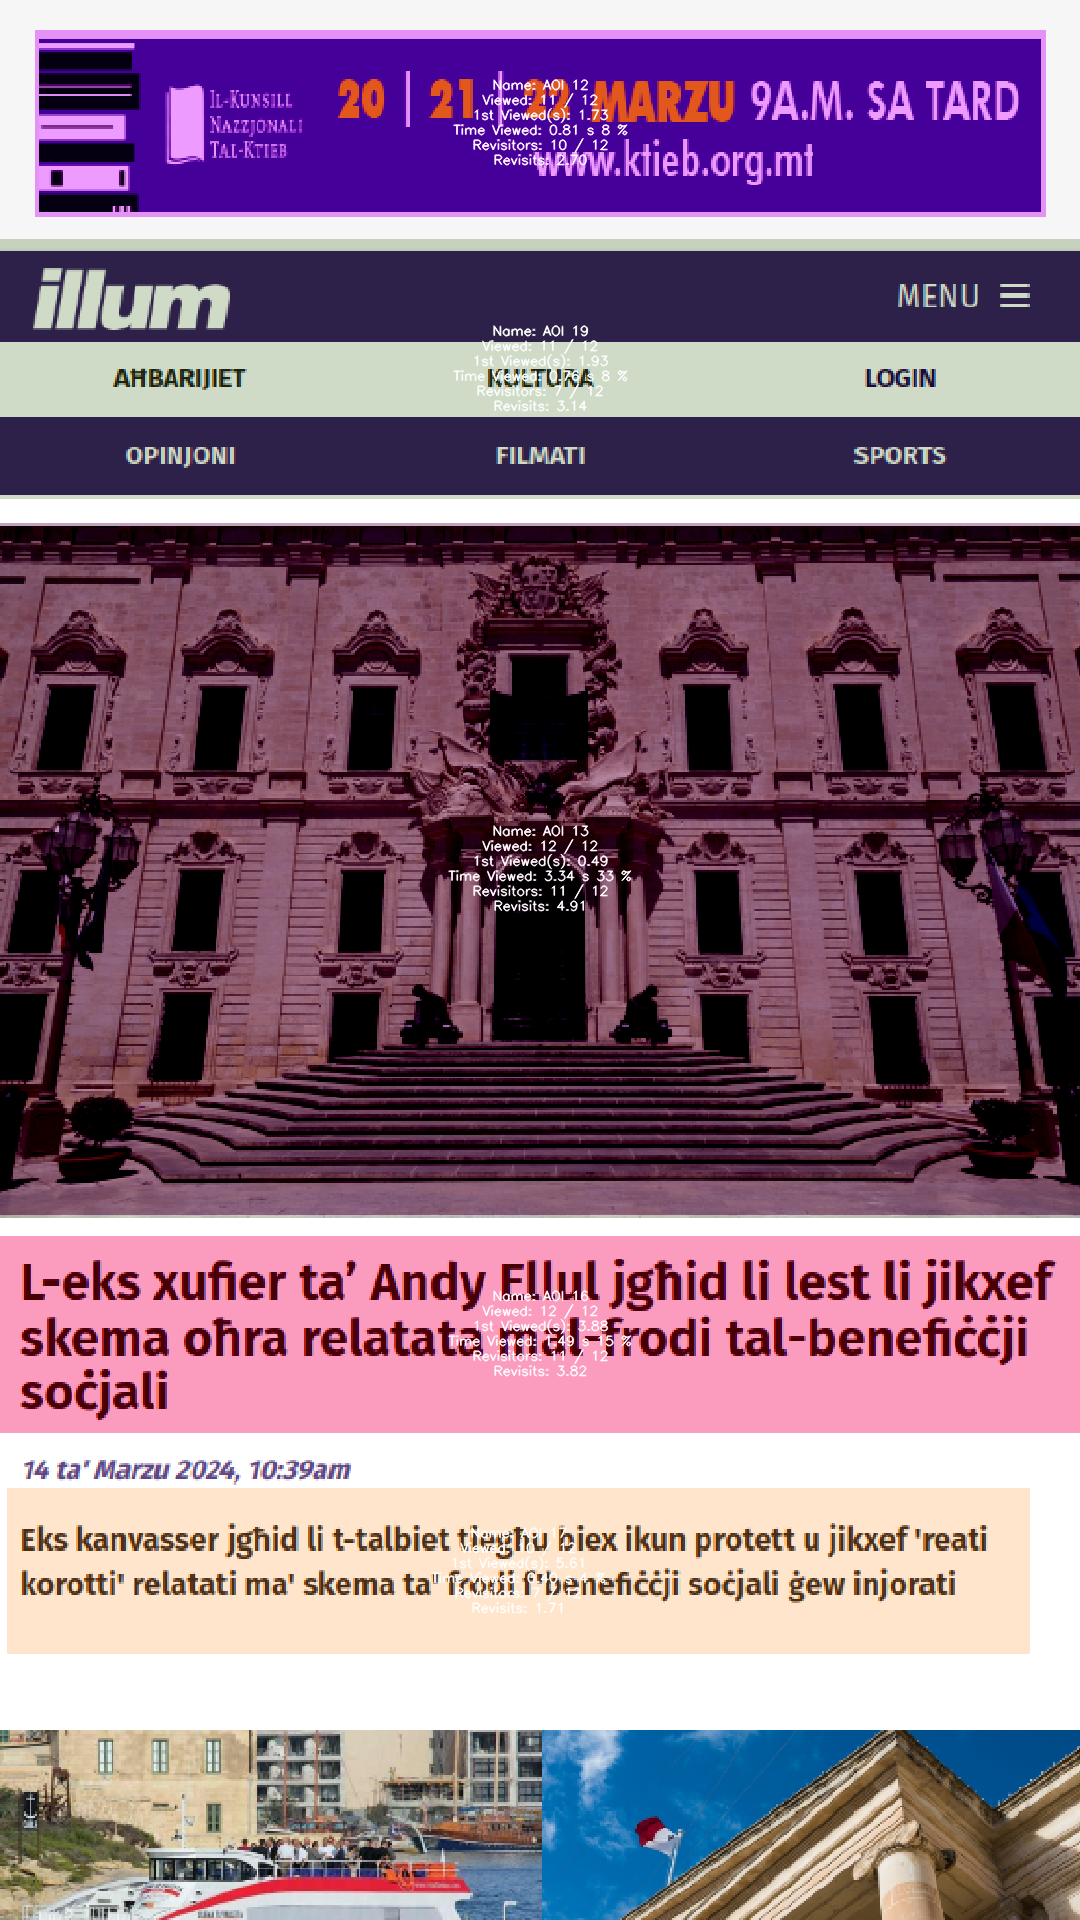 IL-KUNSILL
NAZZJONALI
TAL-KTIEB
20 | 21 | 22 MARZU 9A.M. SA TARD
www.ktieb.org.mt
Name: AOI 12
Viewed: 11 / 12
1st Viewed(s): 1.73
Time Viewed: 0.81 s 8 %
Revisitors: 10 / 12
Revisits: 2.70
illum
MENU
Name: AOI 19
Viewed: 11 / 12
1st Viewed(s): 1.93
Time Viewed: 0.76 s 8 %
Revisitors: 7 / 12
Revisits: 3.14
AĦBARIJIET KULTURA LOGIN
OPINJONI FILMATI SPORTS
Name: AOI 13
Viewed: 12 / 12
1st Viewed(s): 0.49
Time Viewed: 3.34 s 33 %
Revisitors: 11 / 12
Revisits: 4.91
L-eks xufier ta’ Andy Ellul jgħid li lest li jikxef
skema oħra relatata frodi tal-benefiċċji
soċjali
Name: AOI 16
Viewed: 12 / 12
1st Viewed(s): 3.88
Time Viewed: 1.49 s 15 %
Revisitors: 11 / 12
Revisits: 3.82
14 ta' Marzu 2024, 10:39am
Eks kanvasser jgħid li t-talbiet tiegħu biex ikun protett u jikxef 'reati
korotti' relatati ma' skema ta' benefiċċji soċjali ġew injorati
1st Viewed(s): 5.61
Revisits: 1.71